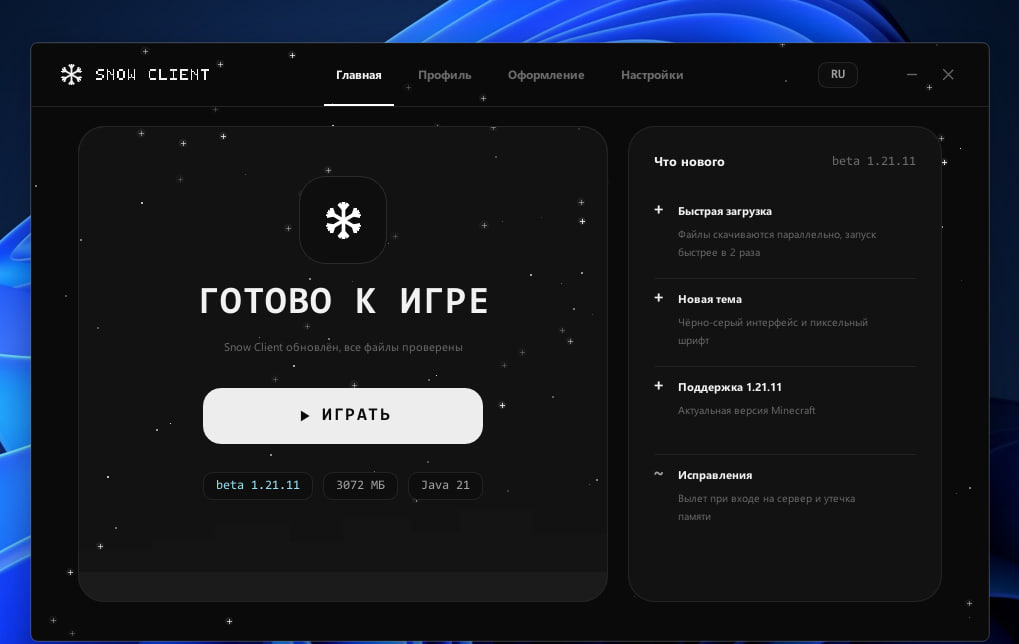 SNOW CLIENT
Главная
Профиль
Оформление
Настройки
RU
ГОТОВО К ИГРЕ
Snow Client обновлён, все файлы проверены
ИГРАТЬ
beta 1.21.11
3072 МБ
Java 21
Что нового
beta 1.21.11
+ Быстрая загрузка
Файлы скачиваются параллельно, запуск
быстрее в 2 раза
+ Новая тема
Чёрно-серый интерфейс и пиксельный
шрифт
+ Поддержка 1.21.11
Актуальная версия Minecraft
~ Исправления
Вылет при входе на сервер и утечка
памяти